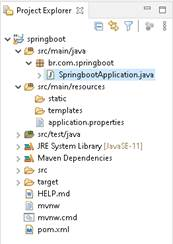 Project Explorer
springboot
src/main/java
br.com.springboot
SpringbootApplication.java
src/main/resources
static
templates
application.properties
src/test/java
JRE System Library [JavaSE-11]
Maven Dependencies
src
target
HELP.md
mvnw
mvnw.cmd
pom.xml